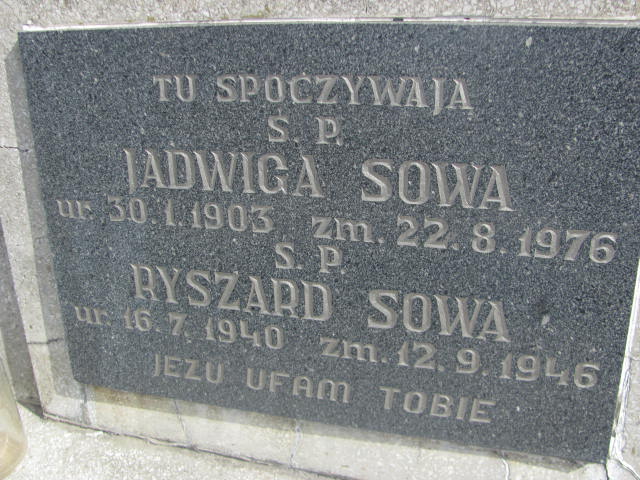 TU SPOCZYWAJA
S. P.
JADWIGA SOWA
ur. 30.1.1903 zm. 22.8.1976
S. P.
RYSZARD SOWA
ur. 16.7.1940 zm. 12.9.1946
JEZU UFAM TOBIE